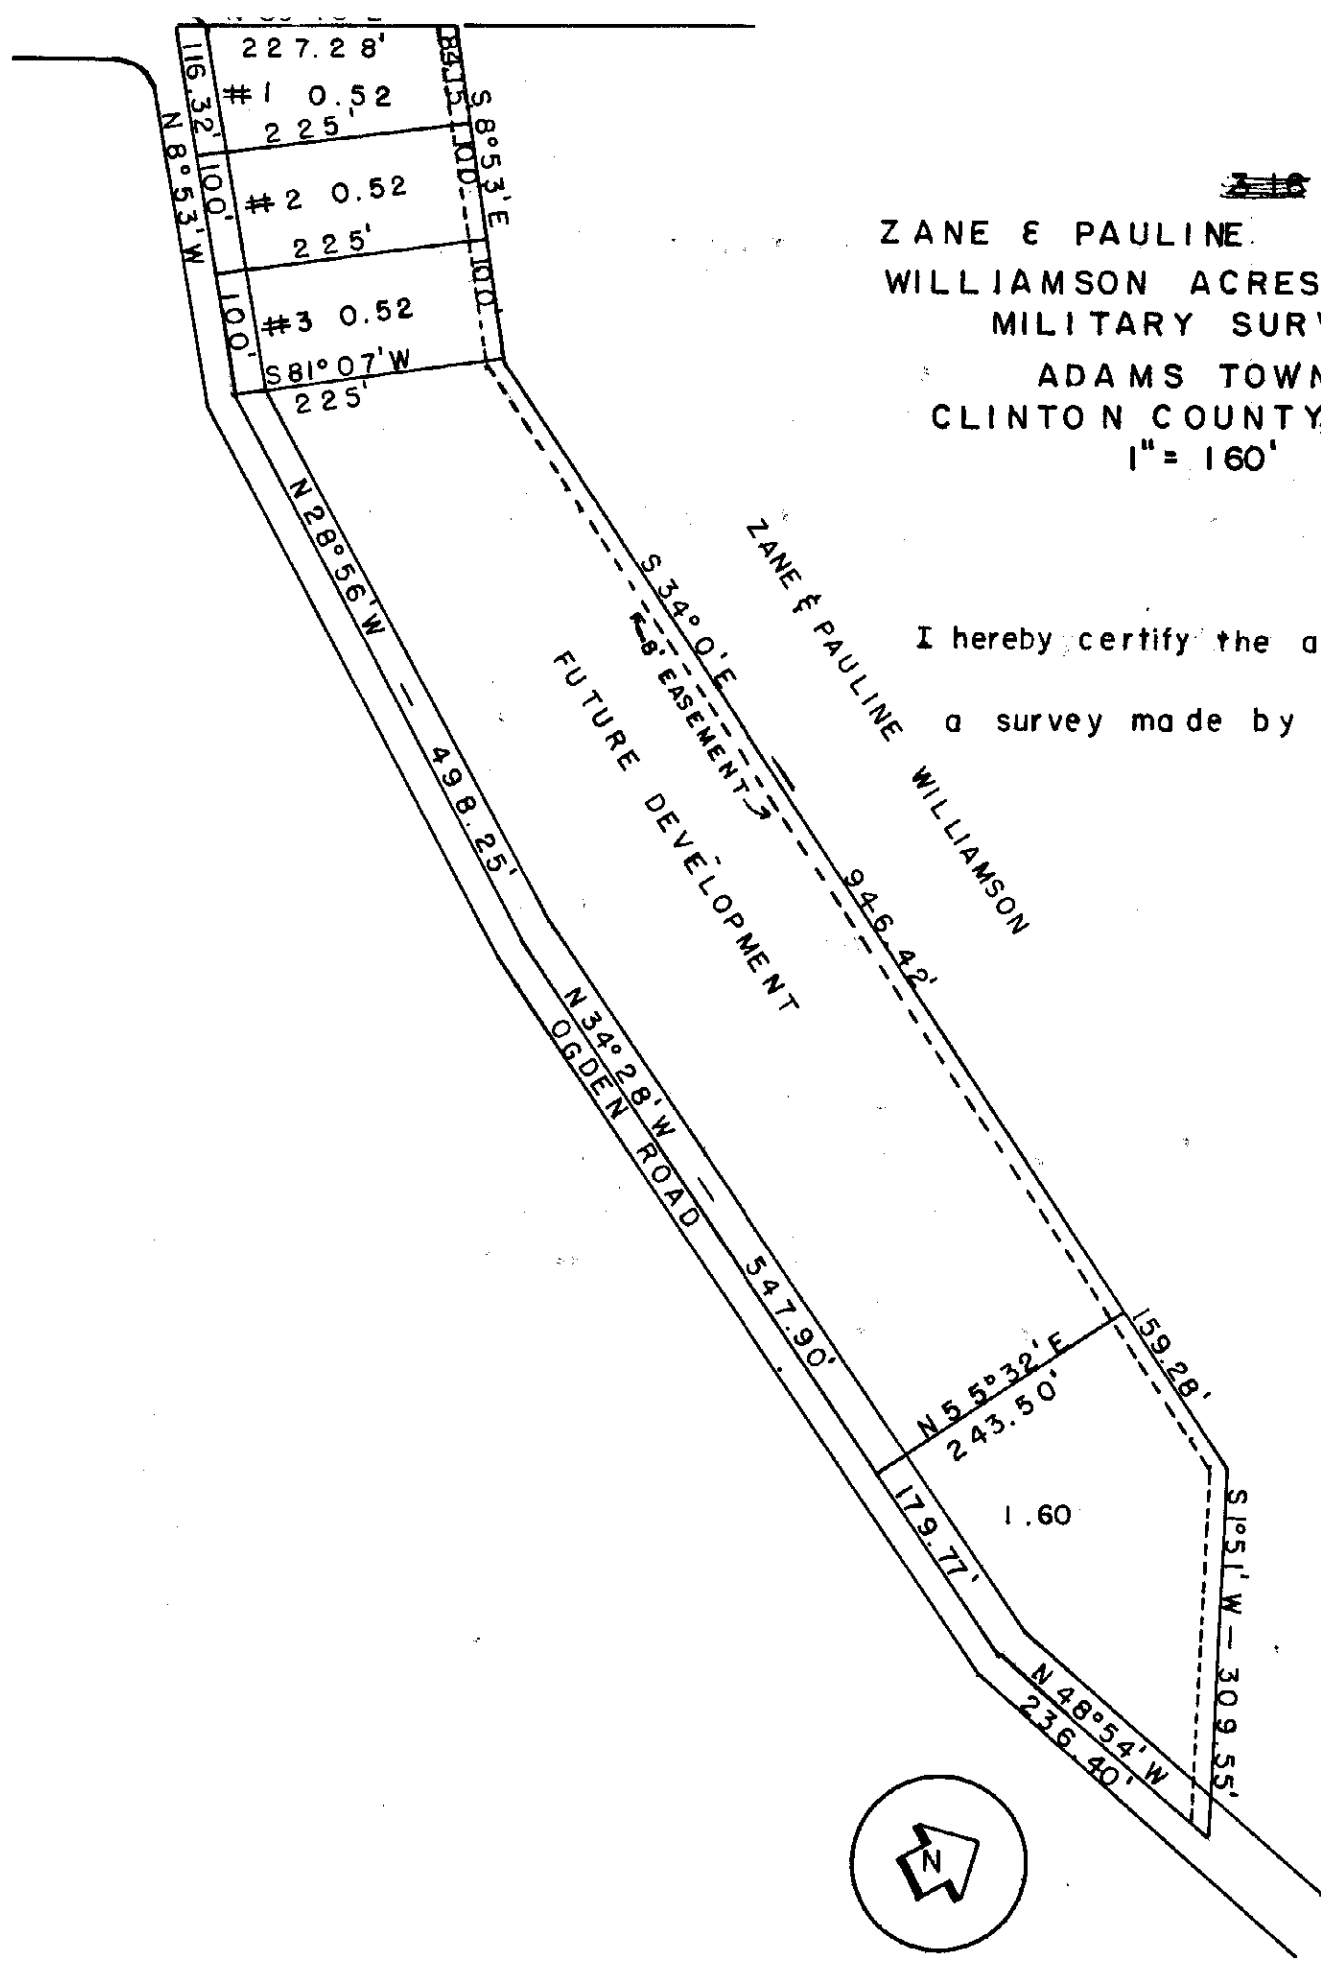 227.28'
116.32'
84.15
#1 0.52
225'
S 8°53'E
N 8°53'W
100'
100
#2 0.52
225'
100'
100'
#3 0.52
S 81°07'W
225'
ZANE & PAULINE
WILLIAMSON ACRES
MILITARY SURV
ADAMS TOWN
CLINTON COUNTY,
1" = 160'
I hereby certify the a
a survey made by
N 28°56'W — 498.25'
S 34°0'E — 946.42'
8' EASEMENT
ZANE & PAULINE WILLIAMSON
FUTURE DEVELOPMENT
N 34°28'W — 547.90'
OGDEN ROAD
N 55°32'E
243.50'
159.28'
179.77'
1.60
S 1°51'W — 309.55'
N 48°54'W
236.40'
N